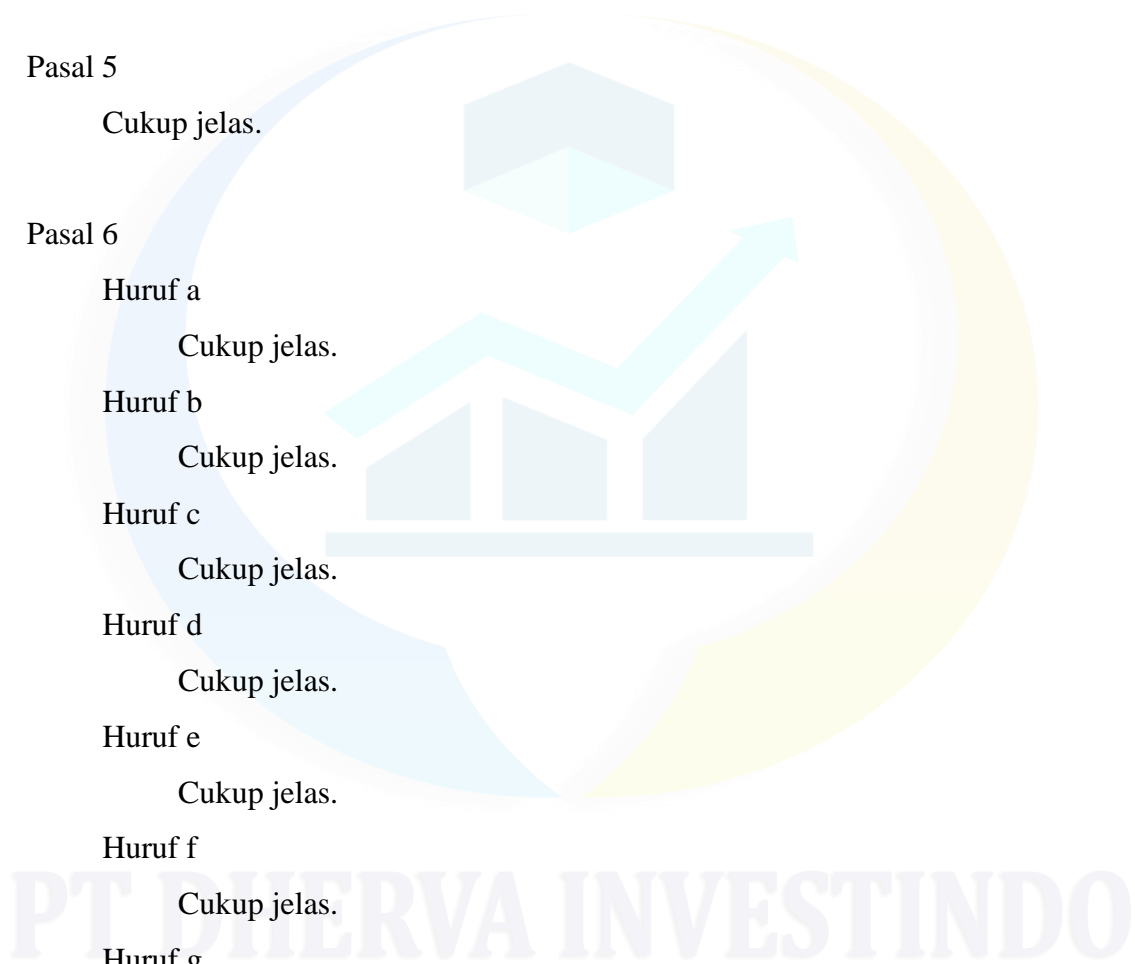 Pasal 5
Cukup jelas.
Pasal 6
Huruf a
Cukup jelas.
Huruf b
Cukup jelas.
Huruf c
Cukup jelas.
Huruf d
Cukup jelas.
Huruf e
Cukup jelas.
Huruf f
Cukup jelas.
Huruf g
PT DHERVA INVESTINDO